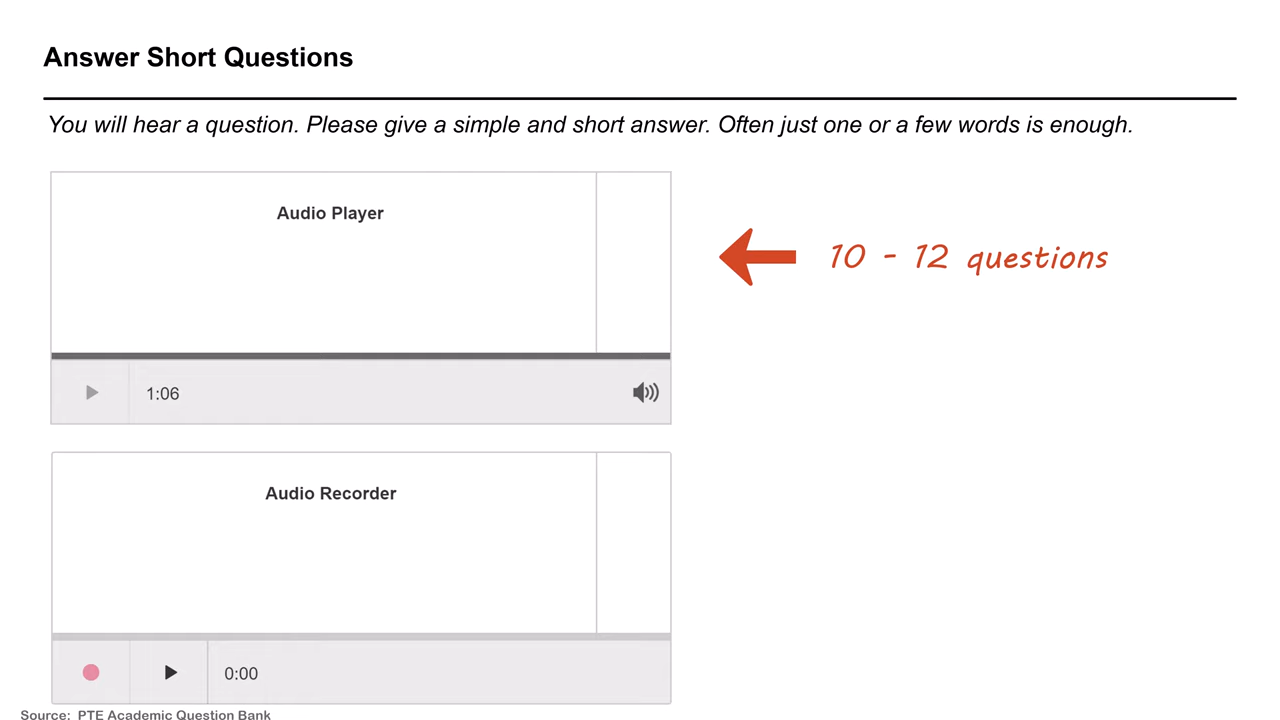 Answer Short Questions
You will hear a question. Please give a simple and short answer. Often just one or a few words is enough.
Audio Player
10 - 12 questions
1:06
Audio Recorder
0:00
Source: PTE Academic Question Bank